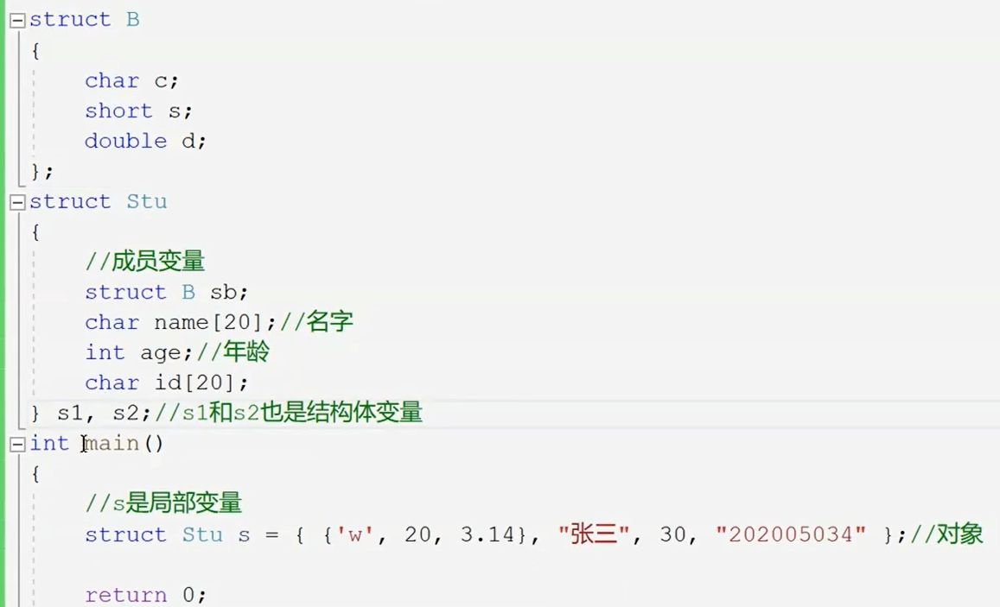 struct B
{
char c;
short s;
double d;
};
struct Stu
{
//成员变量
struct B sb;
char name[20];//名字
int age;//年龄
char id[20];
} s1, s2;//s1和s2也是结构体变量
int main()
{
//s是局部变量
struct Stu s = { {'w', 20, 3.14}, "张三", 30, "202005034" };//对象
return 0;